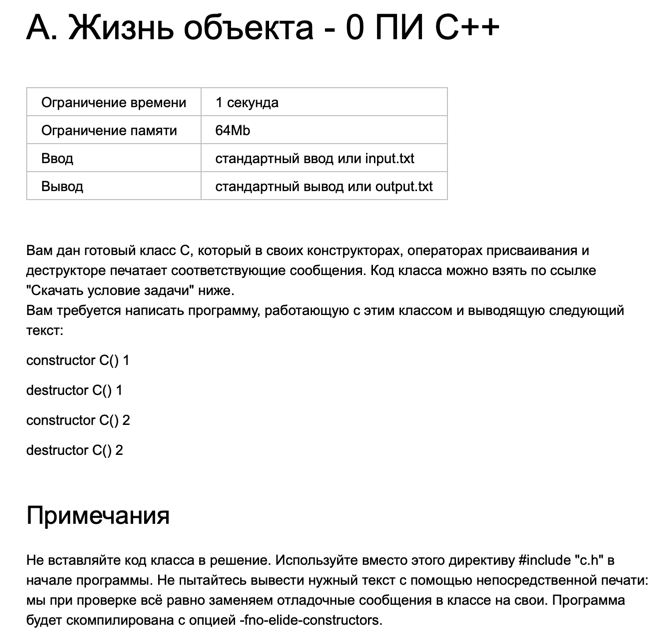 A. Жизнь объекта - 0 ПИ С++
Ограничение времени 1 секунда
Ограничение памяти 64Mb
Ввод стандартный ввод или input.txt
Вывод стандартный вывод или output.txt
Вам дан готовый класс C, который в своих конструкторах, операторах присваивания и
деструкторе печатает соответствующие сообщения. Код класса можно взять по ссылке
"Скачать условие задачи" ниже.
Вам требуется написать программу, работающую с этим классом и выводящую следующий
текст:
constructor C() 1
destructor C() 1
constructor C() 2
destructor C() 2
Примечания
Не вставляйте код класса в решение. Используйте вместо этого директиву #include "c.h" в
начале программы. Не пытайтесь вывести нужный текст с помощью непосредственной печати:
мы при проверке всё равно заменяем отладочные сообщения в классе на свои. Программа
будет скомпилирована с опцией -fno-elide-constructors.